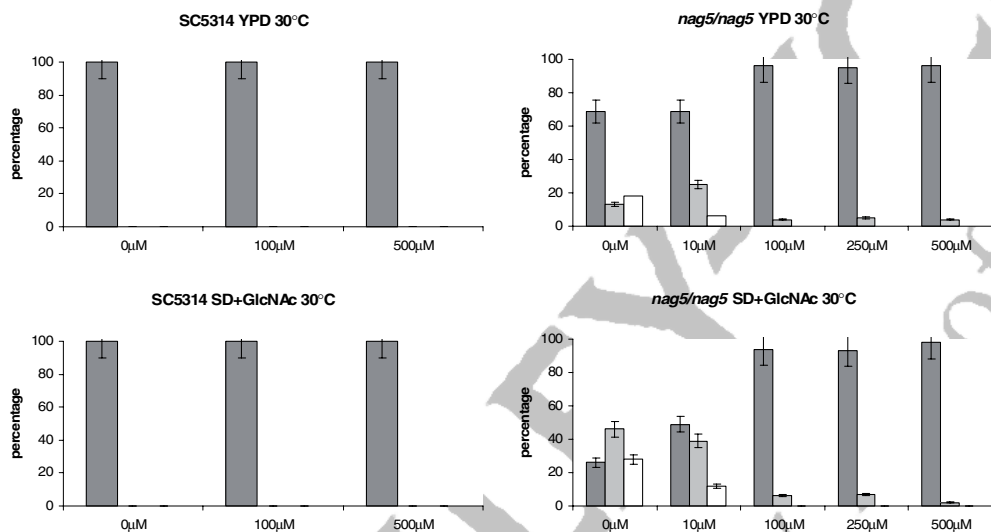 SC5314 YPD 30°C
percentage
100
80
60
40
20
0
0µM
100µM
500µM
nag5/nag5 YPD 30°C
percentage
100
80
60
40
20
0
0µM
10µM
100µM
250µM
500µM
SC5314 SD+GlcNAc 30°C
percentage
100
80
60
40
20
0
0µM
100µM
500µM
nag5/nag5 SD+GlcNAc 30°C
percentage
100
80
60
40
20
0
0µM
10µM
100µM
250µM
500µM